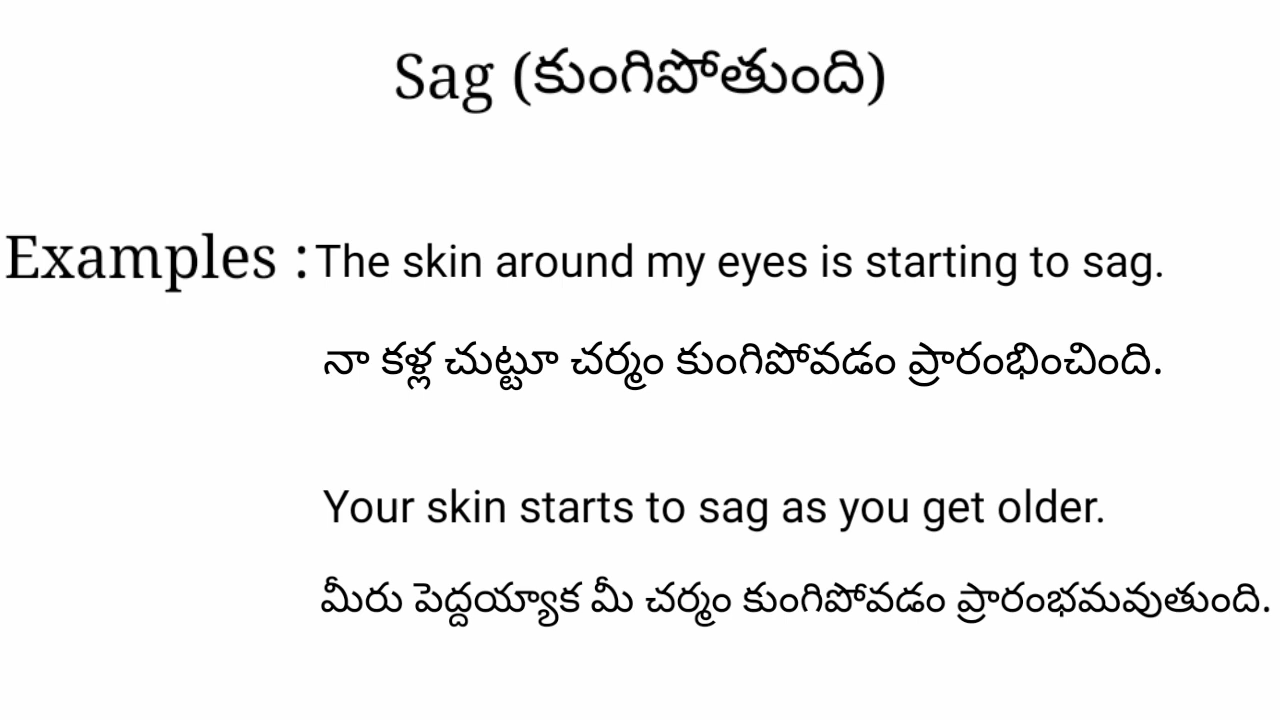 Sag (కుంగిపోతుంది)
Examples : The skin around my eyes is starting to sag.
నా కళ్ల చుట్టూ చర్మం కుంగిపోవడం ప్రారంభించింది.
Your skin starts to sag as you get older.
మీరు పెద్దయ్యాక మీ చర్మం కుంగిపోవడం ప్రారంభమవుతుంది.